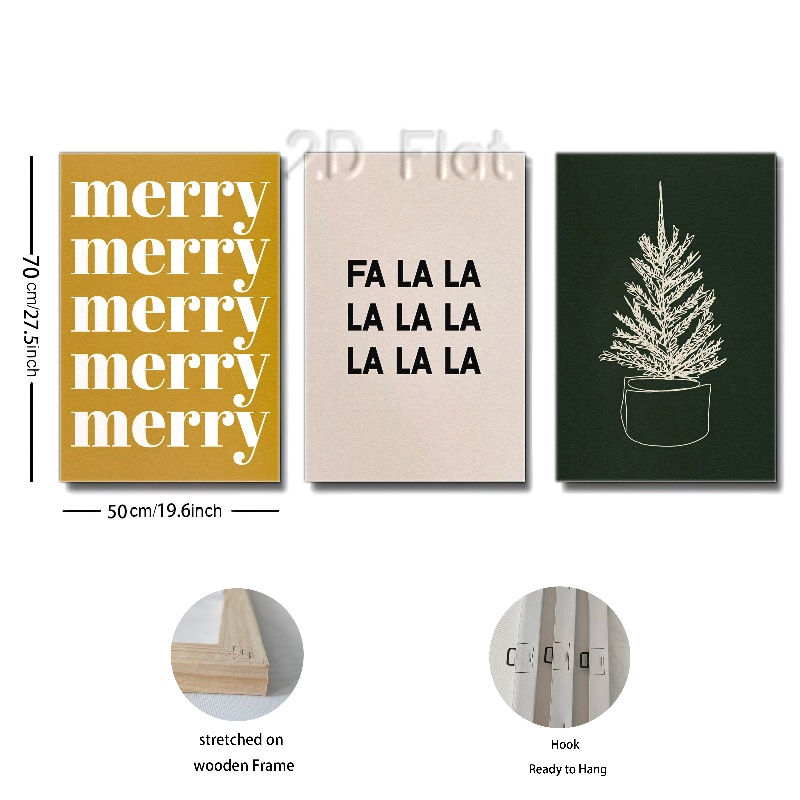 2D Flat
merry
merry
merry
merry
merry
FA LA LA
LA LA LA
LA LA LA
70 cm/27.5inch
50cm/19.6inch
stretched on
wooden Frame
Hook
Ready to Hang